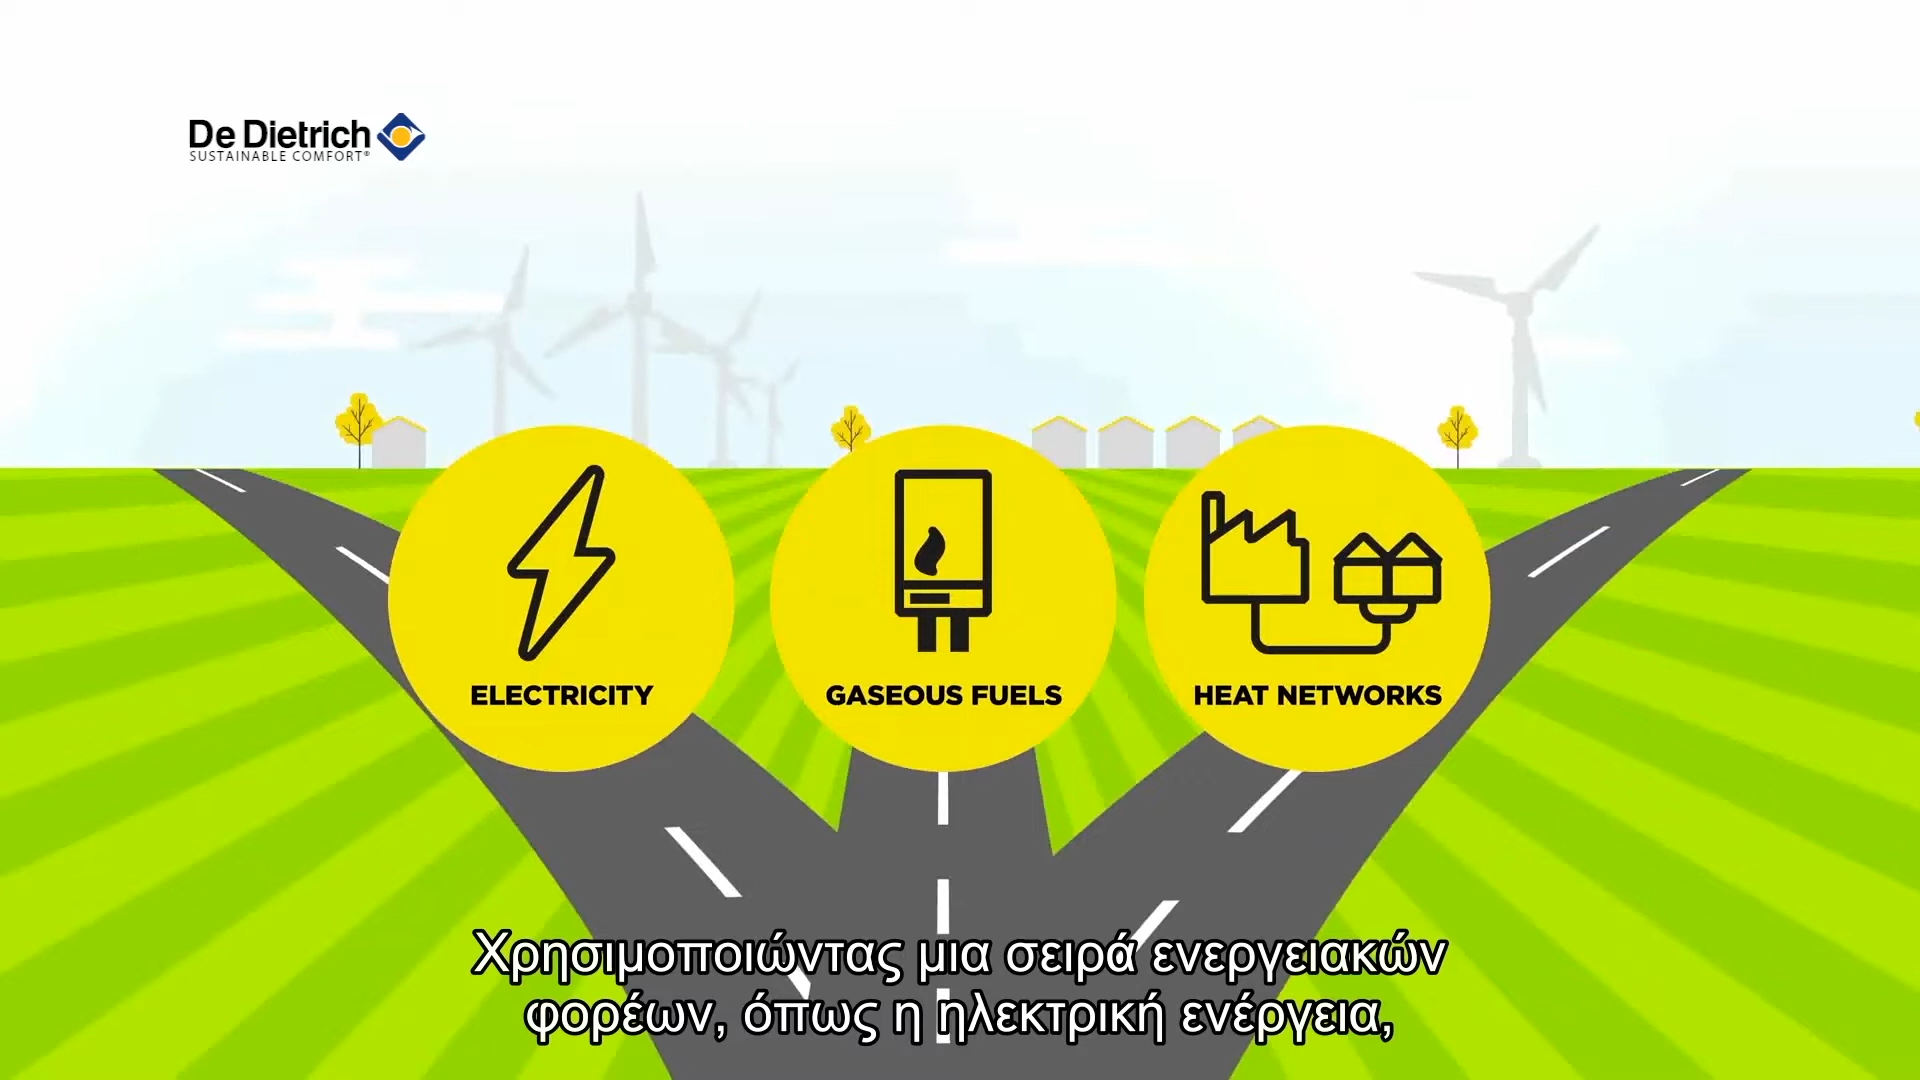 De Dietrich
SUSTAINABLE COMFORT®
ELECTRICITY
GASEOUS FUELS
HEAT NETWORKS
Χρησιμοποιώντας μια σειρά ενεργειακών
φορέων, όπως η ηλεκτρική ενέργεια,